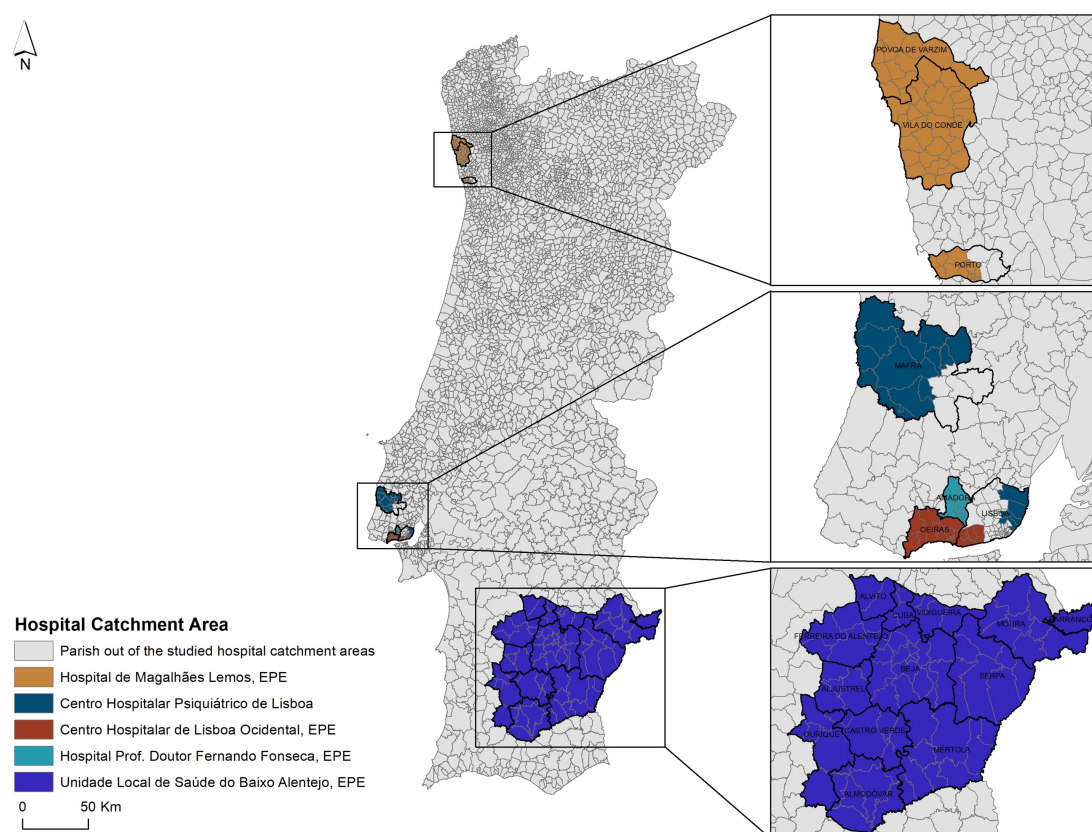 N
POVOA DE VARZIM
VILA DO CONDE
PORTO
MAFRA
AMADORA
LISBOA
OEIRAS
ALVITO
CUBA
VIDIGUEIRA
MOURA
BARRANCOS
FERREIRA DO ALENTEJO
BEJA
SERPA
ALJUSTREL
OURIQUE
CASTRO VERDE
MÉRTOLA
ALMODÔVAR
Hospital Catchment Area
Parish out of the studied hospital catchment areas
Hospital de Magalhães Lemos, EPE
Centro Hospitalar Psiquiátrico de Lisboa
Centro Hospitalar de Lisboa Ocidental, EPE
Hospital Prof. Doutor Fernando Fonseca, EPE
Unidade Local de Saúde do Baixo Alentejo, EPE
0 50 Km